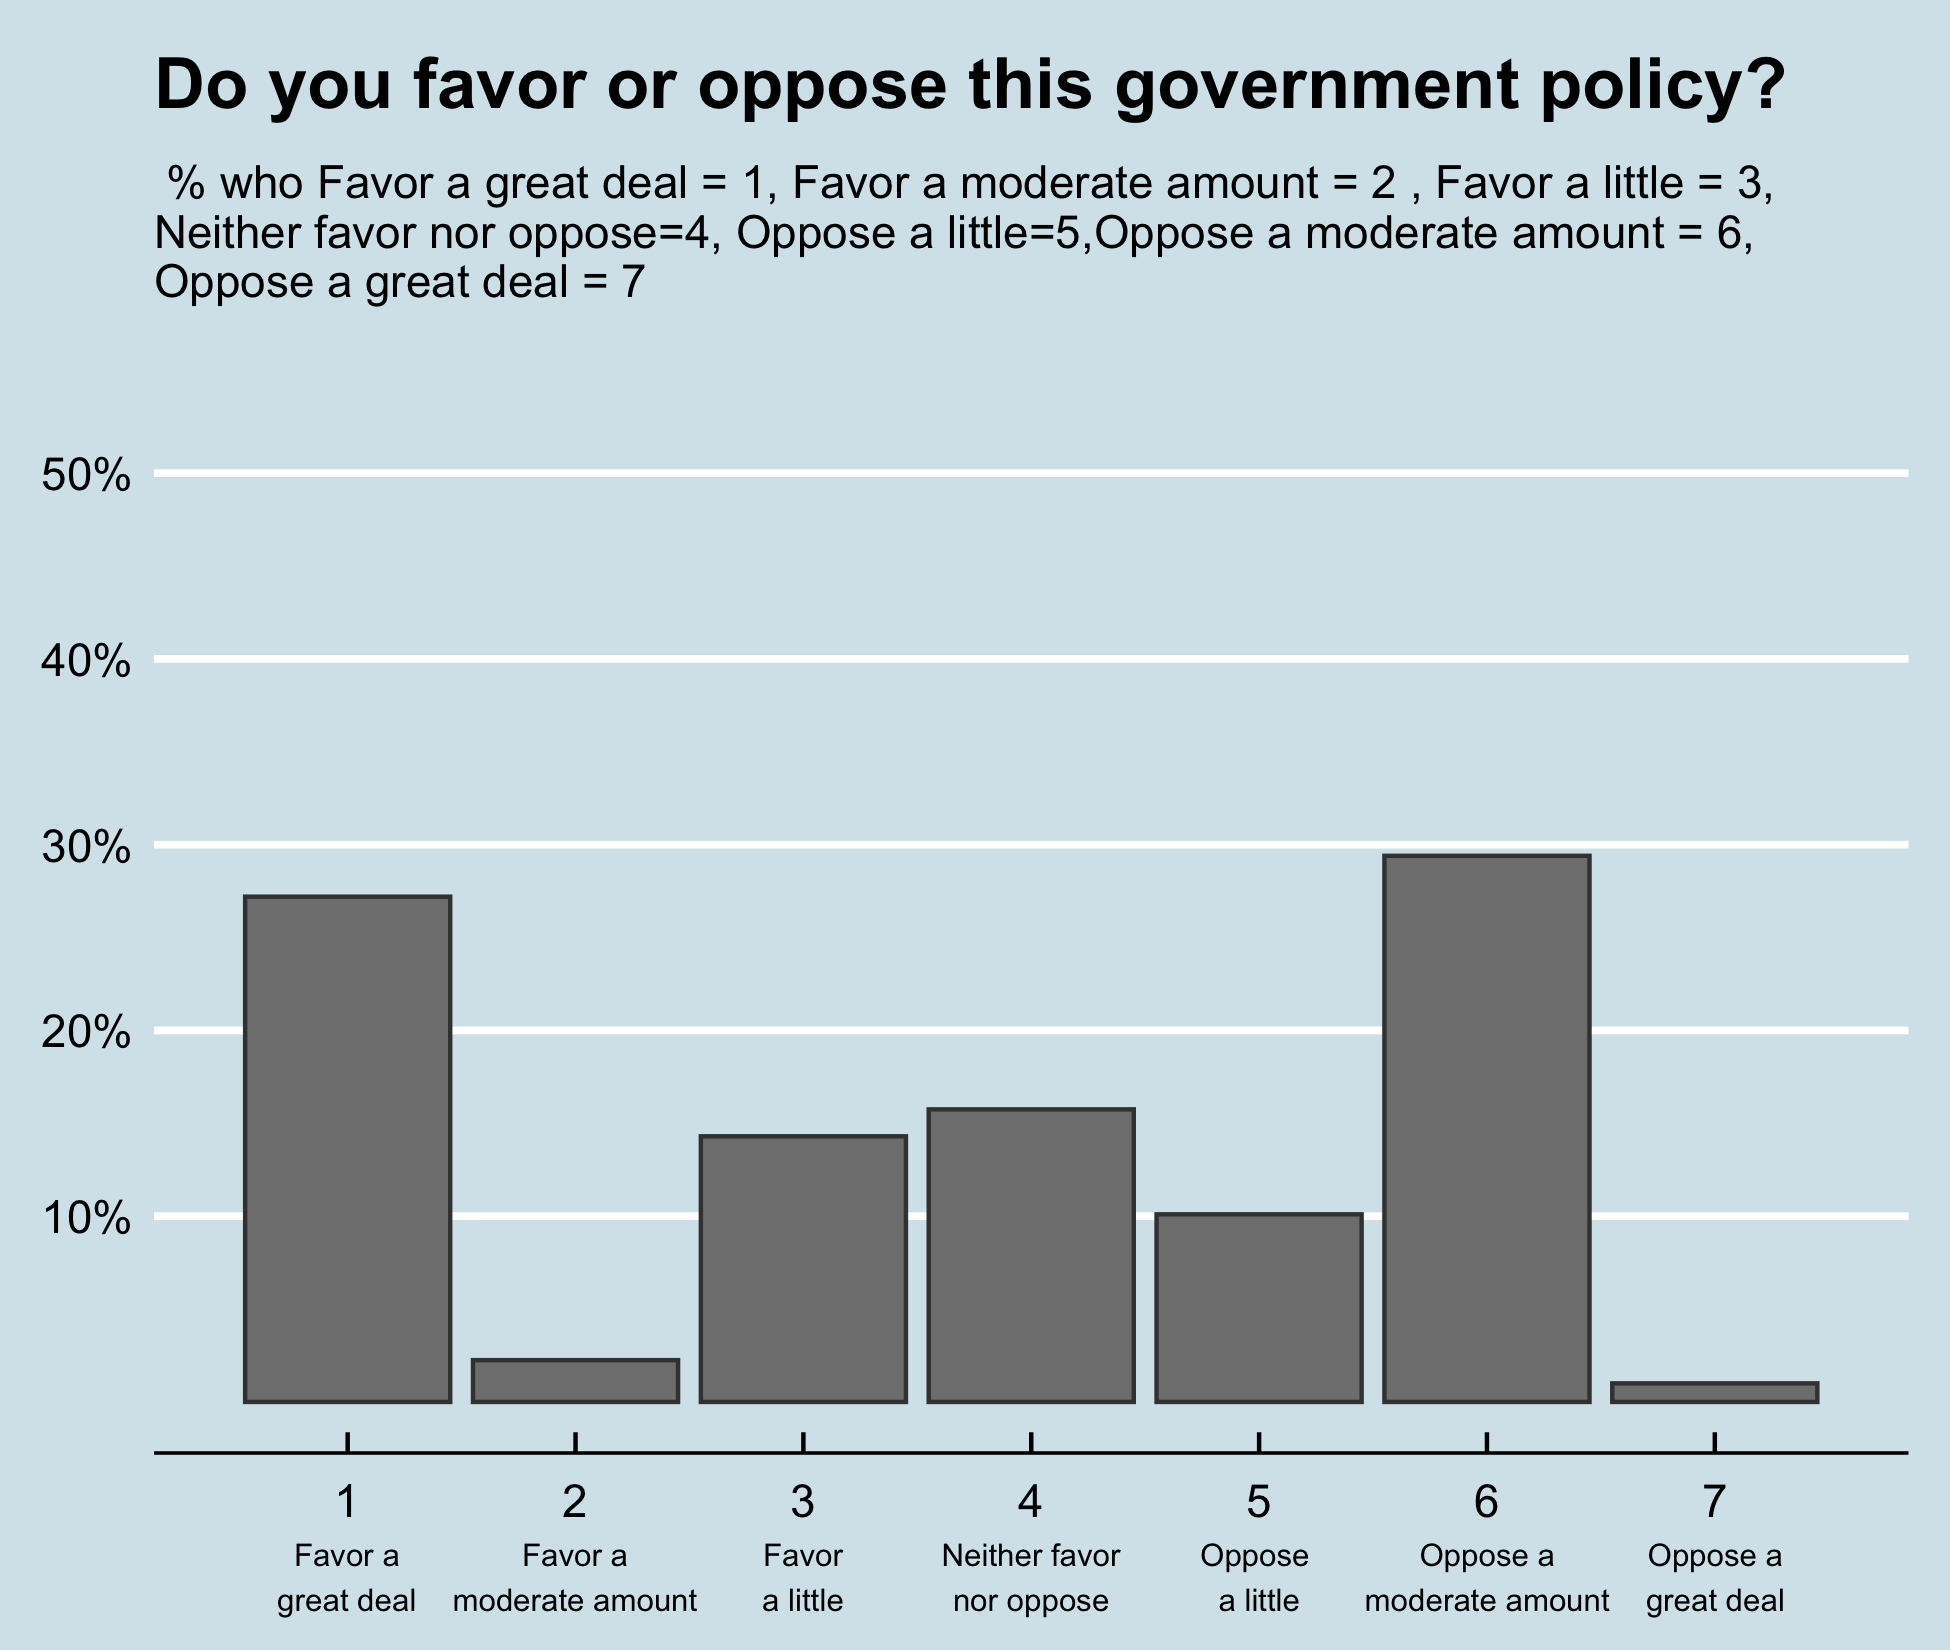 Do you favor or oppose this government policy?
% who Favor a great deal = 1, Favor a moderate amount = 2 , Favor a little = 3,
Neither favor nor oppose=4, Oppose a little=5,Oppose a moderate amount = 6,
Oppose a great deal = 7
50%
40%
30%
20%
10%
1 2 3 4 5 6 7
Favor a Favor a Favor Neither favor Oppose Oppose a Oppose a
great deal moderate amount a little nor oppose a little moderate amount great deal